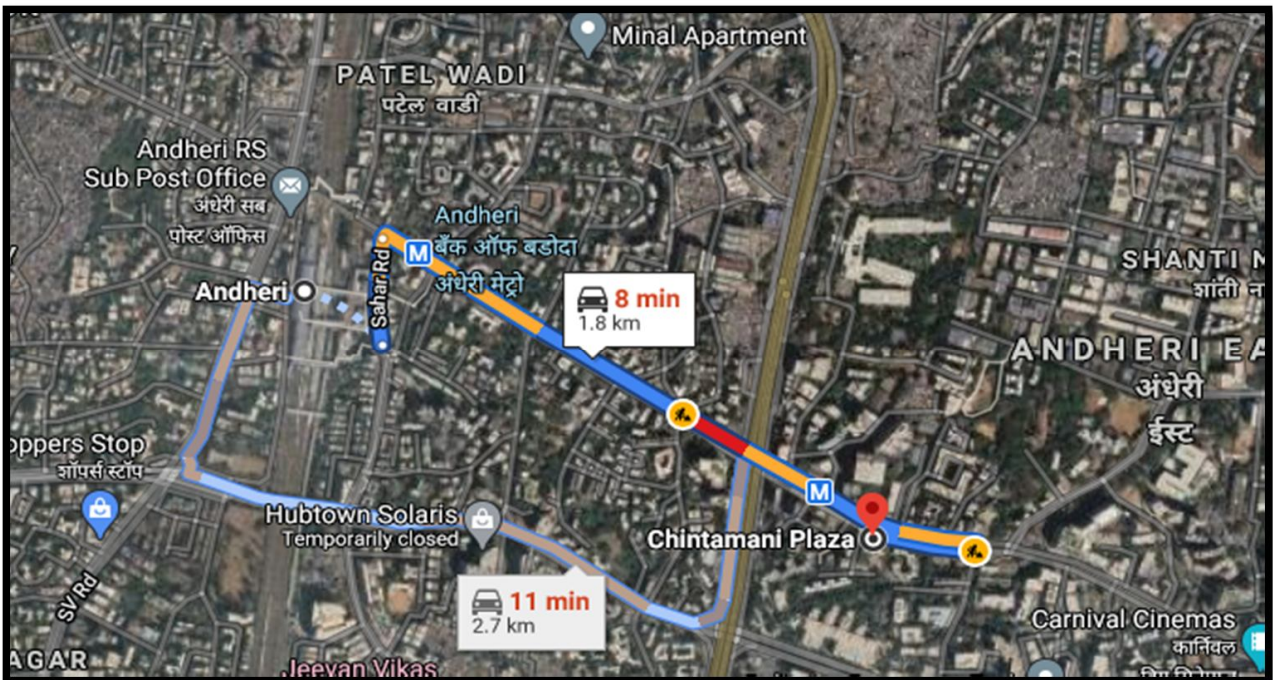 Minal Apartment
PATEL WADI
पटेल वाडी
Andheri RS
Sub Post Office
अंधेरी सब
पोस्ट ऑफिस
Andheri
बँक ऑफ बडोदा
अंधेरी मेट्रो
M
Sahar Rd
Andheri
8 min
1.8 km
SHANTI
शांती
ANDHERI
अंधेरी
ईस्ट
oppers Stop
शॉपर्स स्टॉप
Hubtown Solaris
Temporarily closed
M
Chintamani Plaza
11 min
2.7 km
SV Rd
Carnival Cinemas
कार्निवल
AGAR
Jeevan Vikas